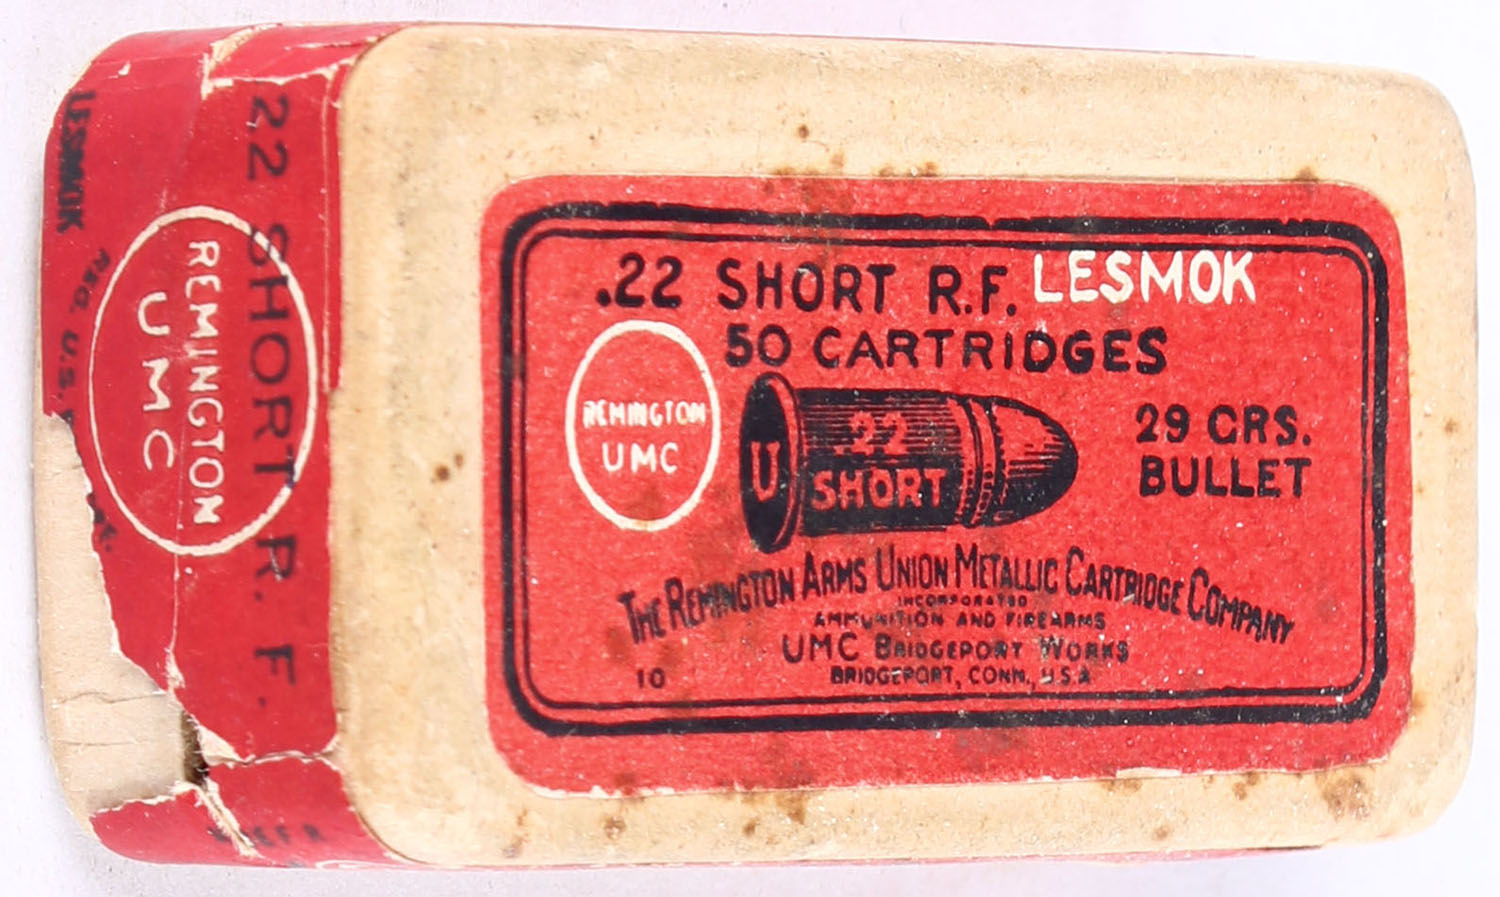 .22 SHORT R.F. LESMOK
50 CARTRIDGES
REMINGTON
UMC
U
.22
SHORT
29 GRS.
BULLET
THE REMINGTON ARMS UNION METALLIC CARTRIDGE COMPANY
INCORPORATED
AMMUNITION AND FIREARMS
UMC BRIDGEPORT WORKS
BRIDGEPORT, CONN., U.S.A.
10
22 SHORT R. F.
REMINGTON
UMC
LESMOK
REG. U.S.